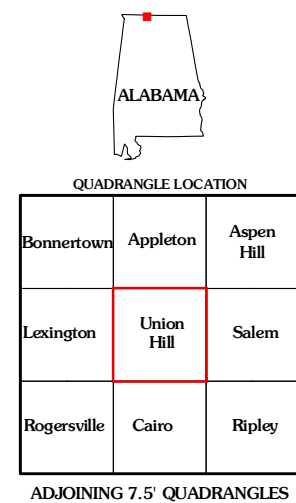 ALABAMA
QUADRANGLE LOCATION
Bonnertown Appleton Aspen
Hill
Lexington Union
Hill Salem
Rogersville Cairo Ripley
ADJOINING 7.5' QUADRANGLES